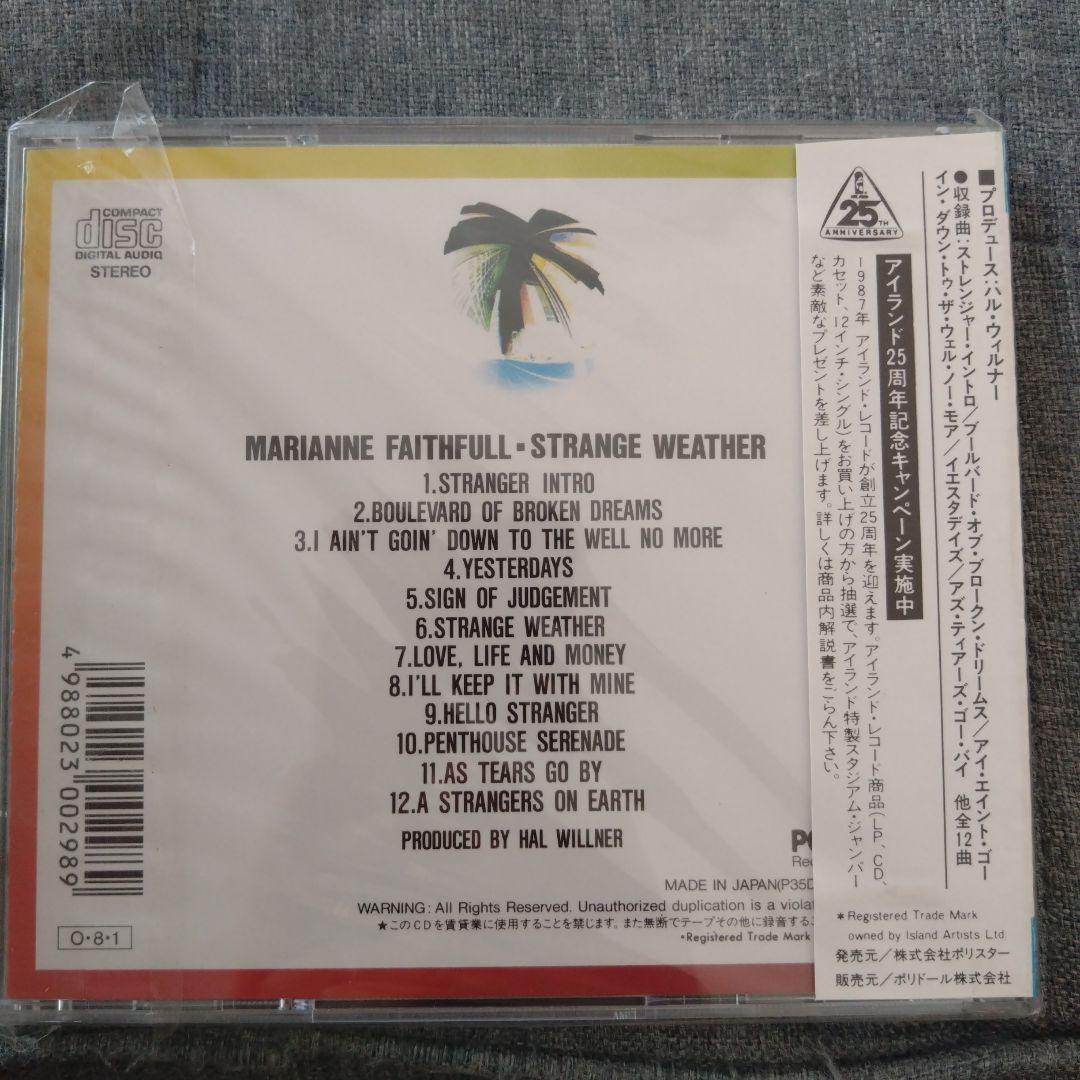 COMPACT
disc
DIGITAL AUDIO
STEREO
MARIANNE FAITHFULL▪STRANGE WEATHER
1.STRANGER INTRO
2.BOULEVARD OF BROKEN DREAMS
3.I AIN'T GOIN' DOWN TO THE WELL NO MORE
4.YESTERDAYS
5.SIGN OF JUDGEMENT
6.STRANGE WEATHER
7.LOVE, LIFE AND MONEY
8.I'LL KEEP IT WITH MINE
9.HELLO STRANGER
10.PENTHOUSE SERENADE
11.AS TEARS GO BY
12.A STRANGERS ON EARTH
PRODUCED BY HAL WILLNER
MADE IN JAPAN(P35D
WARNING: All Rights Reserved. Unauthorized duplication is a violat
★このCDを賃貸業に使用することを禁じます。また無断でテープその他に録音するこ
•Registered Trade Mark
4988023002989
O•8•1
■プロデュース:ハル・ウィルナー
●収録曲:ストレンジャー・イントロ/ブールバード・オブ・ブロークン・ドリームス/アイ・エイント・ゴー
イン・ダウン・トゥ・ザ・ウェル・ノー・モア/イエスタデイズ/アズ・ティアーズ・ゴー・バイ 他全12曲
25TH
ANNIVERSARY
アイランド25周年記念キャンペーン実施中
1987年 アイランド・レコードが創立25周年を迎えます。アイランド・レコード商品(LP、CD、
カセット、12インチ・シングル)をお買い上げの方から抽選で、アイランド特製スタジアム・ジャンパー
など素敵なプレゼントを差し上げます。詳しくは商品内解説書をごらん下さい。
* Registered Trade Mark
owned by Island Artists Ltd.
発売元/株式会社ポリスター
販売元/ポリドール株式会社